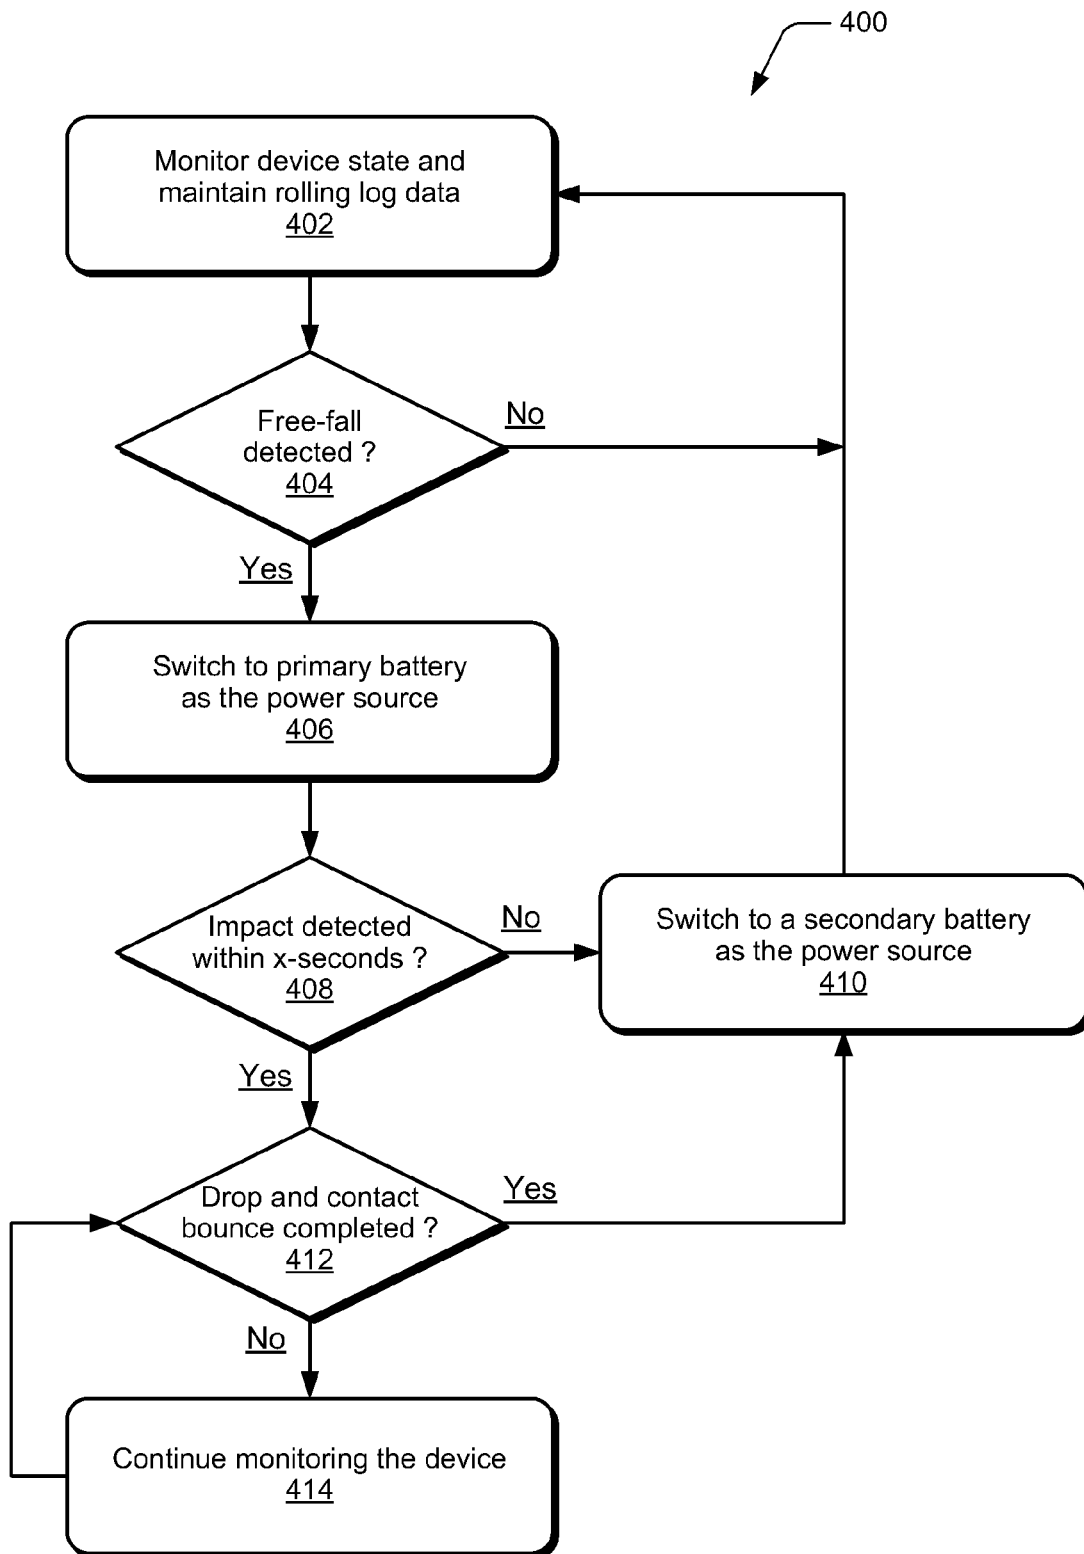 400
Monitor device state and
maintain rolling log data
402
Free-fall
detected ?
404
No
Yes
Switch to primary battery
as the power source
406
Impact detected
within x-seconds ?
408
No
Switch to a secondary battery
as the power source
410
Yes
Drop and contact
bounce completed ?
412
Yes
No
Continue monitoring the device
414